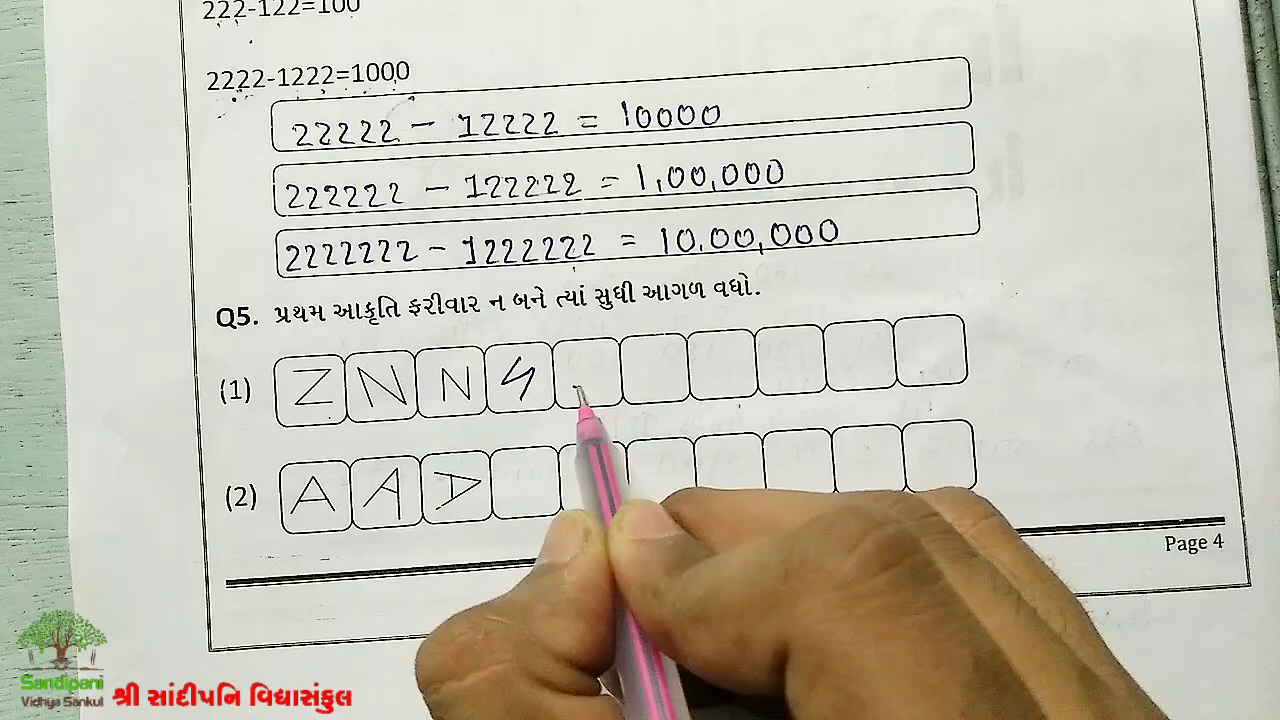 222-122=100
2222-1222=1000
22222 - 12222 = 10000
222222 - 122222 = 1,00,000
2222222 - 1222222 = 10,00,000
Q5. પ્રથમ આકૃતિ ફરીવાર ન બને ત્યાં સુધી આગળ વધો.
(1) Z N N
(2) A A
Page 4
Sandipani
Vidhya Sankul શ્રી સાંદીપનિ વિદ્યાસંકુલ